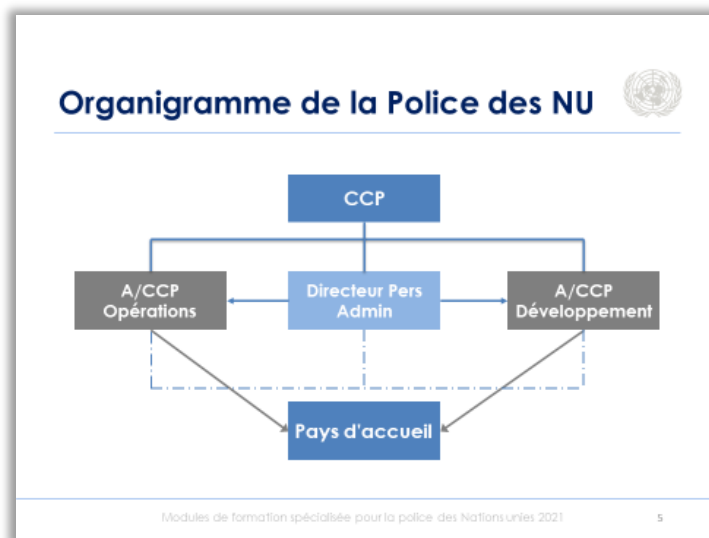 Organigramme de la Police des NU
CCP
A/CCP
Opérations
Directeur Pers
Admin
A/CCP
Développement
Pays d'accueil
Modules de formation spécialisée pour la police des Nations unies 2021
5